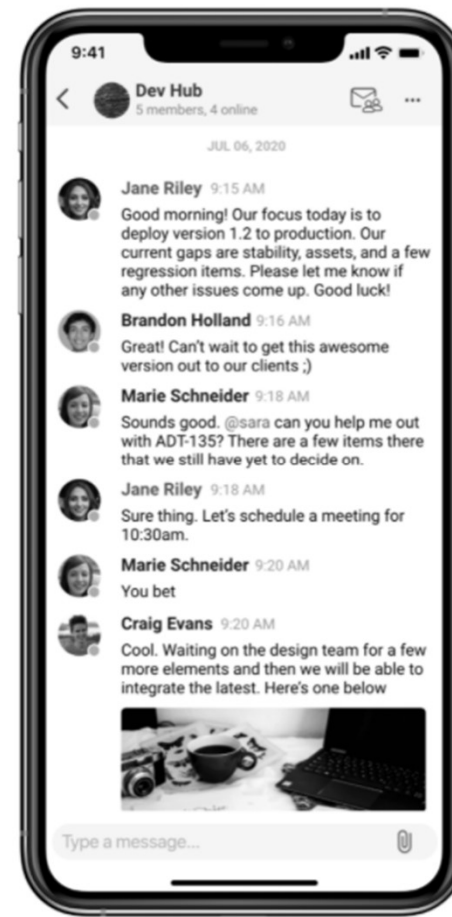 9:41
Dev Hub
5 members, 4 online
JUL 06, 2020
Jane Riley 9:15 AM
Good morning! Our focus today is to
deploy version 1.2 to production. Our
current gaps are stability, assets, and a few
regression items. Please let me know if
any other issues come up. Good luck!
Brandon Holland 9:16 AM
Great! Can't wait to get this awesome
version out to our clients ;)
Marie Schneider 9:18 AM
Sounds good. @sara can you help me out
with ADT-135? There are a few items there
that we still have yet to decide on.
Jane Riley 9:18 AM
Sure thing. Let's schedule a meeting for
10:30am.
Marie Schneider 9:20 AM
You bet
Craig Evans 9:20 AM
Cool. Waiting on the design team for a few
more elements and then we will be able to
integrate the latest. Here's one below
Type a message...